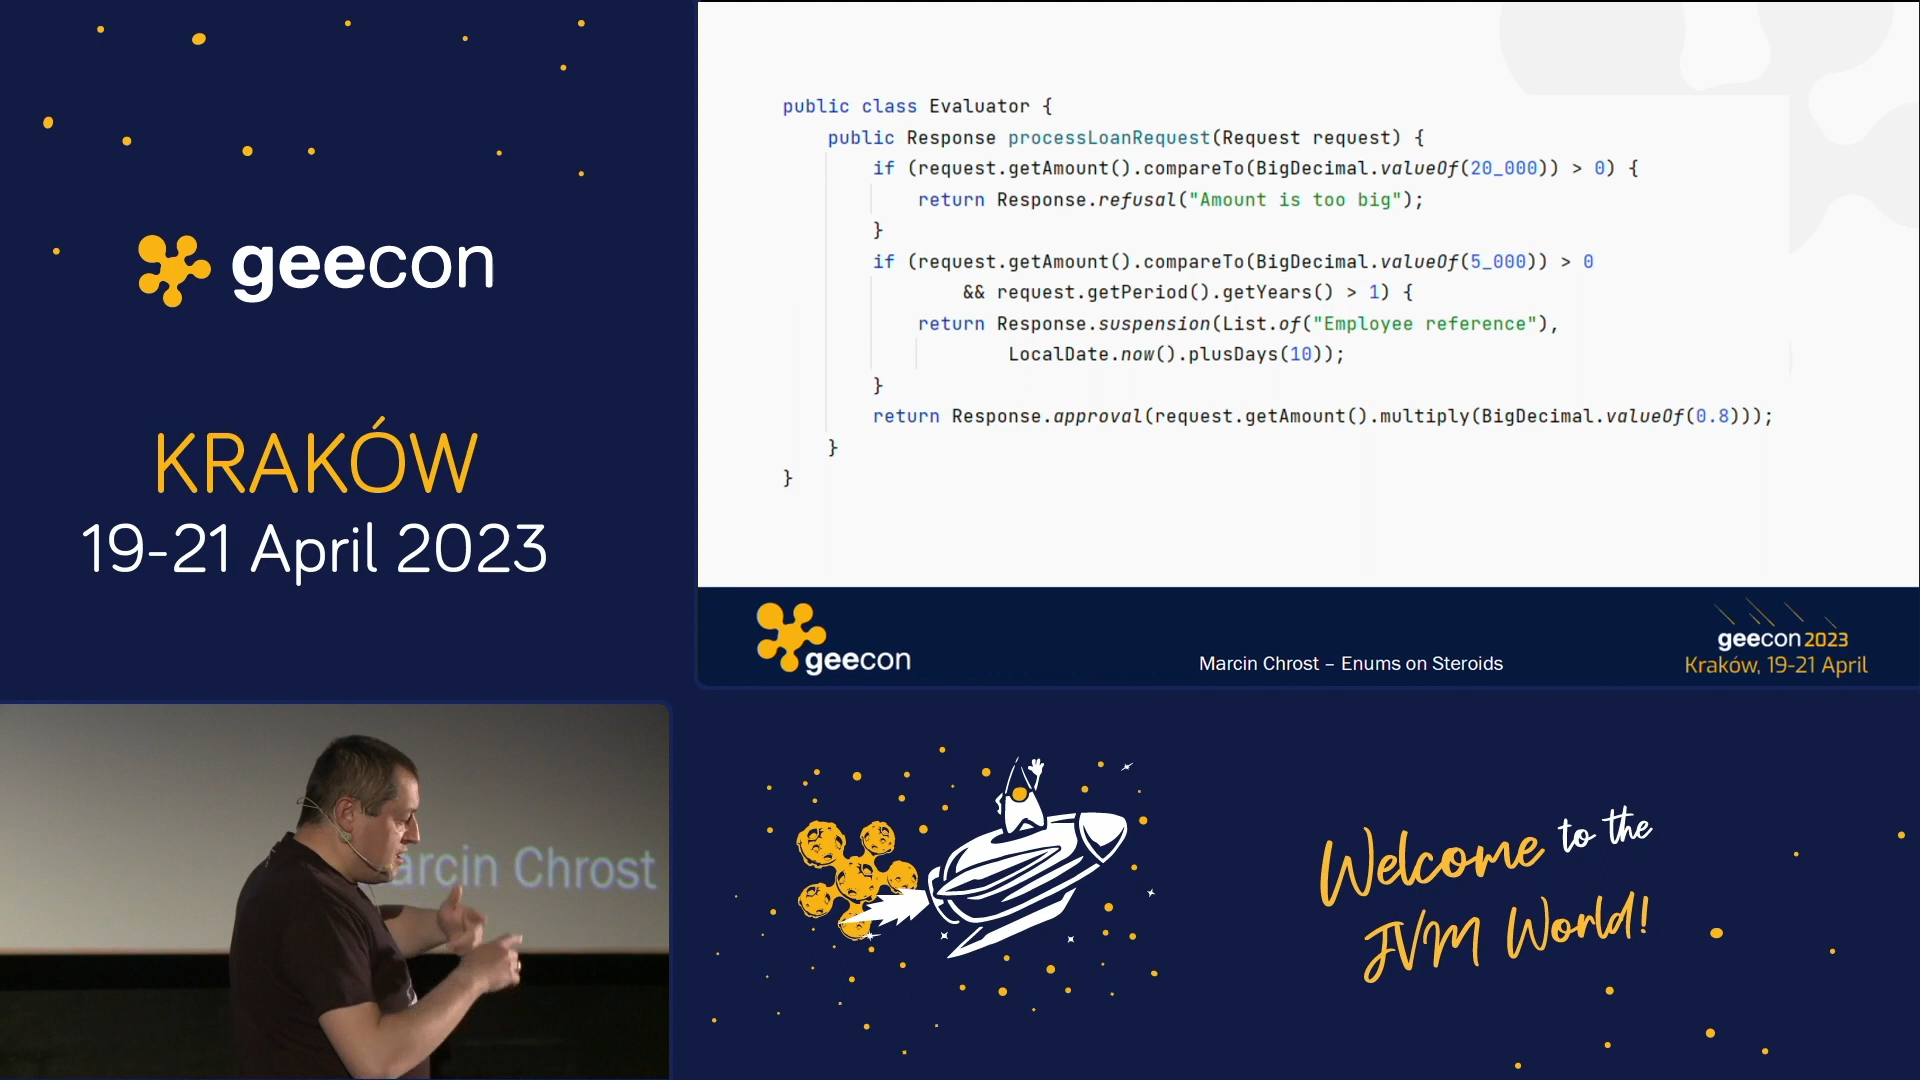 geecon
KRAKÓW
19-21 April 2023
public class Evaluator {
public Response processLoanRequest(Request request) {
if (request.getAmount().compareTo(BigDecimal.valueOf(20_000)) > 0) {
return Response.refusal("Amount is too big");
}
if (request.getAmount().compareTo(BigDecimal.valueOf(5_000)) > 0
&& request.getPeriod().getYears() > 1) {
return Response.suspension(List.of("Employee reference"),
LocalDate.now().plusDays(10));
}
return Response.approval(request.getAmount().multiply(BigDecimal.valueOf(0.8)));
}
}
geecon
Marcin Chrost – Enums on Steroids
geecon 2023
Kraków, 19-21 April
arcin Chrost
Welcome to the
JVM World!